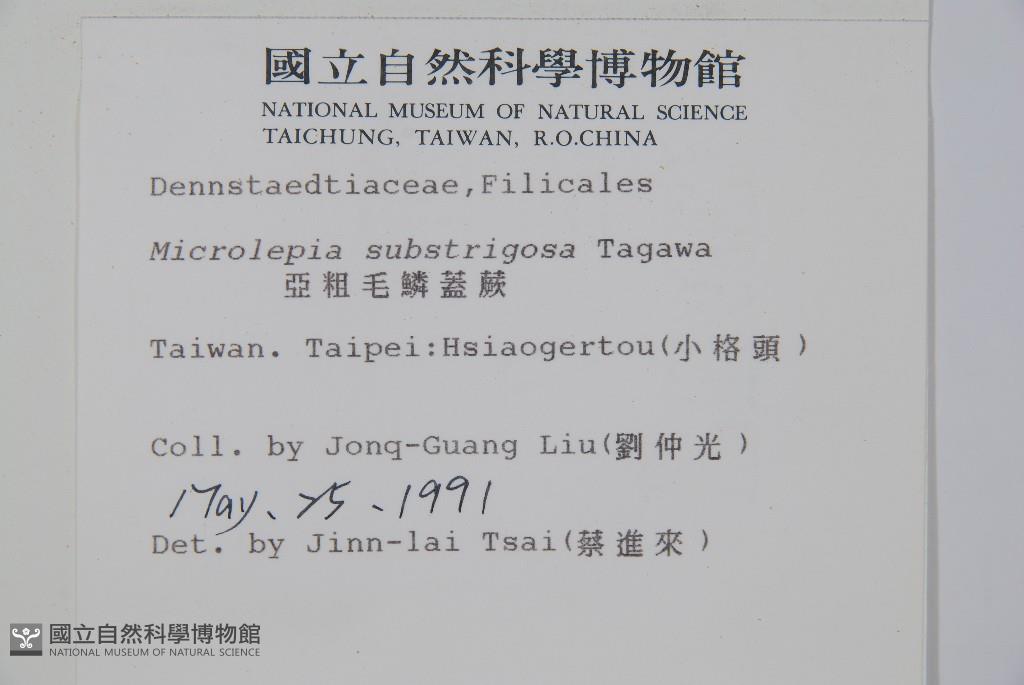 國立自然科學博物館
NATIONAL MUSEUM OF NATURAL SCIENCE
TAICHUNG, TAIWAN, R.O.CHINA
Dennstaedtiaceae,Filicales
Microlepia substrigosa Tagawa
亞粗毛鱗蓋蕨
Taiwan. Taipei:Hsiaogertou(小格頭)
Coll. by Jonq-Guang Liu(劉仲光)
May、25、1991
Det. by Jinn-lai Tsai(蔡進來)
國立自然科學博物館
NATIONAL MUSEUM OF NATURAL SCIENCE